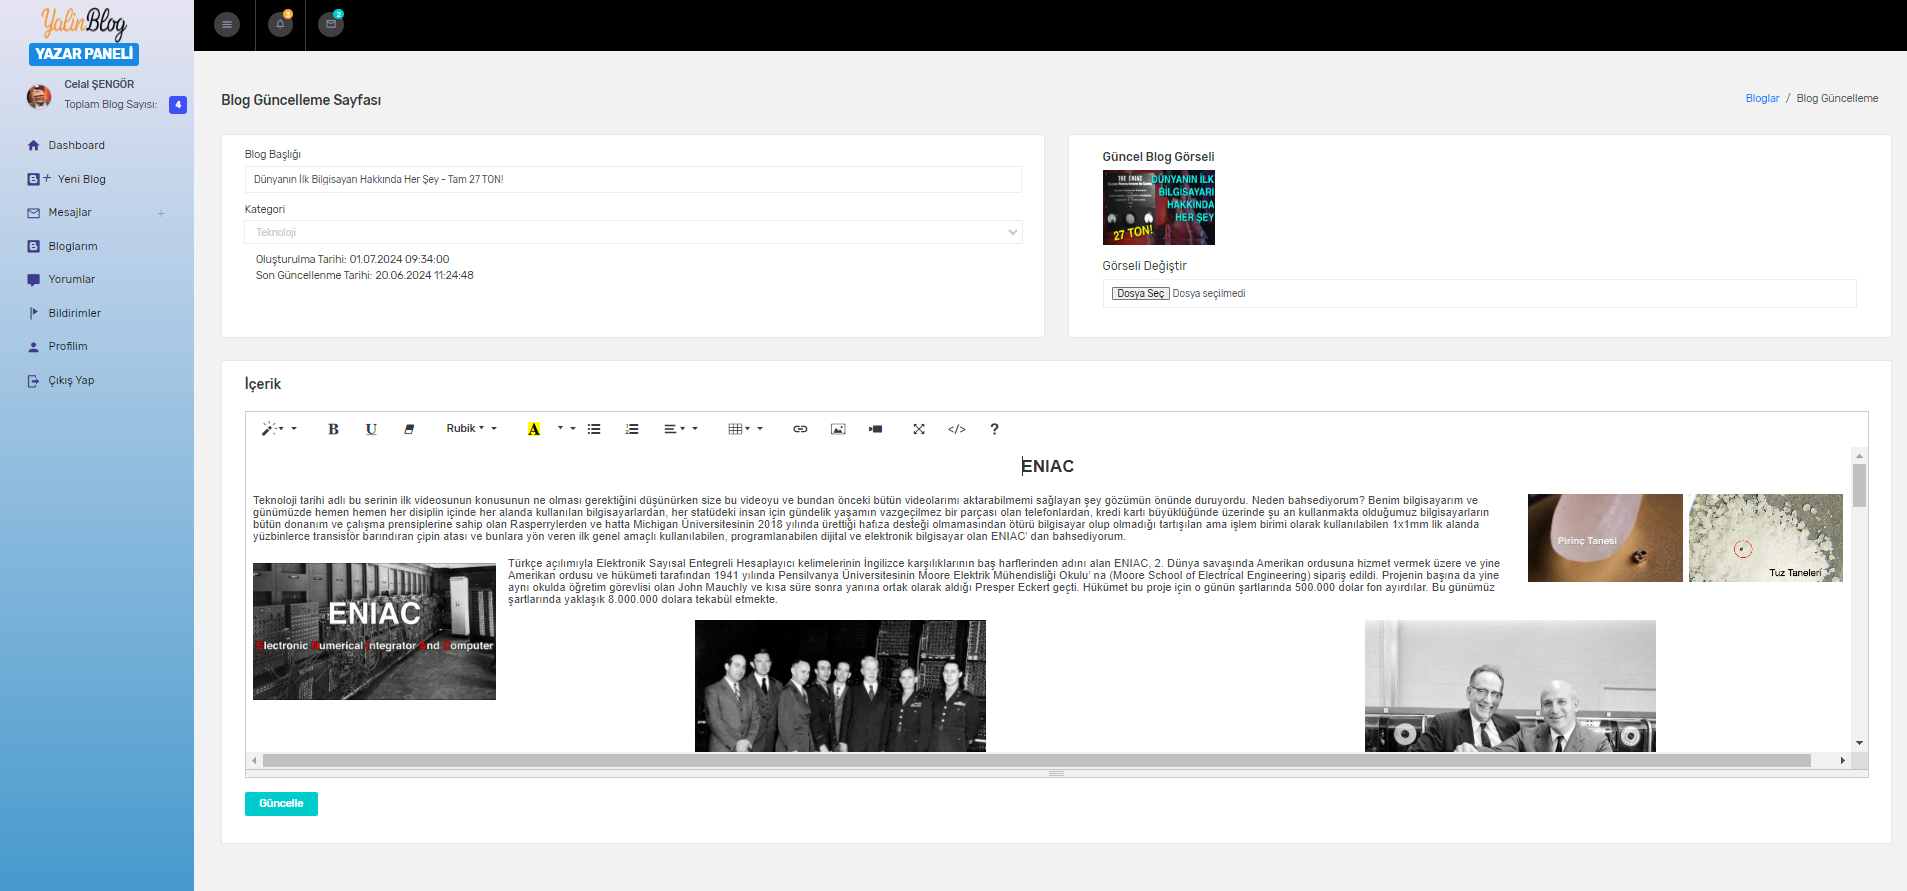 YalinBlog
YAZAR PANELİ
Celal ŞENGÖR
Toplam Blog Sayısı: 4
Dashboard
Yeni Blog
Mesajlar
Bloglarım
Yorumlar
Bildirimler
Profilim
Çıkış Yap
3
2
Blog Güncelleme Sayfası
Bloglar / Blog Güncelleme
Blog Başlığı
Dünyanın İlk Bilgisayarı Hakkında Her Şey - Tam 27 TON!
Kategori
Teknoloji
Oluşturulma Tarihi: 01.07.2024 09:34:00
Son Güncellenme Tarihi: 20.06.2024 11:24:48
Güncel Blog Görseli
THE ENIAC
DÜNYANIN İLK
BİLGİSAYARI
HAKKINDA
HER ŞEY
27 TON!
Görseli Değiştir
Dosya Seç Dosya seçilmedi
İçerik
B U Rubik A </> ?
ENIAC
Teknoloji tarihi adlı bu serinin ilk videosunun konusunun ne olması gerektiğini düşünürken size bu videoyu ve bundan önceki bütün videolarımı aktarabilmemi sağlayan şey gözümün önünde duruyordu. Neden bahsediyorum? Benim bilgisayarım ve
günümüzde hemen hemen her disiplin içinde her alanda kullanılan bilgisayarlardan, her statüdeki insan için gündelik yaşamın vazgeçilmez bir parçası olan telefonlardan, kredi kartı büyüklüğünde üzerinde şu an kullanmakta olduğumuz bilgisayarların
bütün donanım ve çalışma prensiplerine sahip olan Rasperrylerden ve hatta Michigan Üniversitesinin 2018 yılında ürettiği hafıza desteği olmamasından ötürü bilgisayar olup olmadığı tartışılan ama işlem birimi olarak kullanılabilen 1x1mm lik alanda
yüzbinlerce transistör barındıran çipin atası ve bunlara yön veren ilk genel amaçlı kullanılabilen, programlanabilen dijital ve elektronik bilgisayar olan ENIAC' dan bahsediyorum.
Pirinç Tanesi
Tuz Taneleri
Türkçe açılımıyla Elektronik Sayısal Entegreli Hesaplayıcı kelimelerinin İngilizce karşılıklarının baş harflerinden adını alan ENIAC, 2. Dünya savaşında Amerikan ordusuna hizmet vermek üzere ve yine
Amerikan ordusu ve hükümeti tarafından 1941 yılında Pensilvanya Üniversitesinin Moore Elektrik Mühendisliği Okulu' na (Moore School of Electrical Engineering) sipariş edildi. Projenin başına da yine
aynı okulda öğretim görevlisi olan John Mauchly ve kısa süre sonra yanına ortak olarak aldığı Presper Eckert geçti. Hükümet bu proje için o günün şartlarında 500.000 dolar fon ayırdılar. Bu günümüz
şartlarında yaklaşık 8.000.000 dolara tekabül etmekte.
ENIAC
Electronic Numerical Integrator And Computer
Güncelle